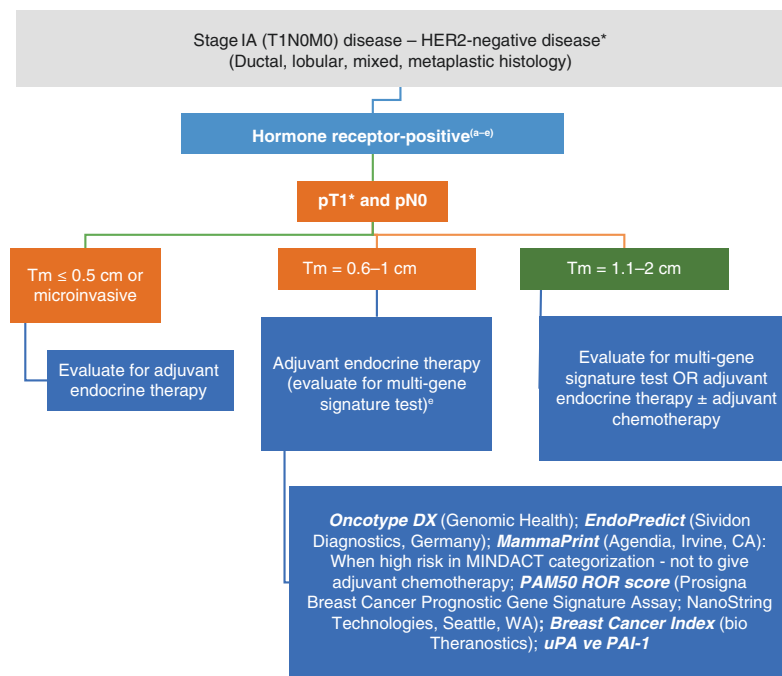 Stage IA (T1N0M0) disease – HER2-negative disease*
(Ductal, lobular, mixed, metaplastic histology)
Hormone receptor-positive(a–e)
pT1* and pN0
Tm ≤ 0.5 cm or
microinvasive
Tm = 0.6–1 cm
Tm = 1.1–2 cm
Evaluate for adjuvant
endocrine therapy
Adjuvant endocrine therapy
(evaluate for multi-gene
signature test)e
Evaluate for multi-gene
signature test OR adjuvant
endocrine therapy ± adjuvant
chemotherapy
Oncotype DX (Genomic Health); EndoPredict (Sividon
Diagnostics, Germany); MammaPrint (Agendia, Irvine, CA):
When high risk in MINDACT categorization - not to give
adjuvant chemotherapy; PAM50 ROR score (Prosigna
Breast Cancer Prognostic Gene Signature Assay; NanoString
Technologies, Seattle, WA); Breast Cancer Index (bio
Theranostics); uPA ve PAI-1